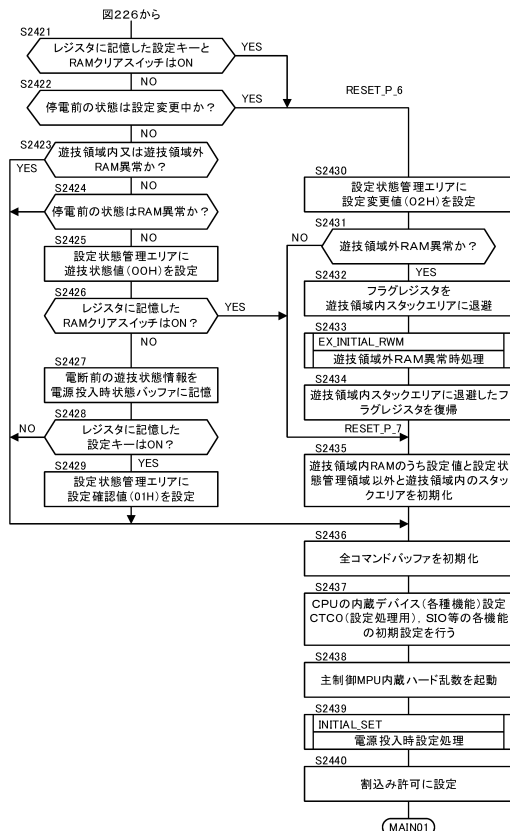 図226から
S2421
レジスタに記憶した設定キーと
RAMクリアスイッチはON
YES
NO
S2422
停電前の状態は設定変更中か?
YES
RESET_P_6
NO
S2423
遊技領域内又は遊技領域外
RAM異常か?
YES
NO
S2424
停電前の状態はRAM異常か?
NO
S2425
設定状態管理エリアに
遊技状態値(00H)を設定
S2426
レジスタに記憶した
RAMクリアスイッチはON?
YES
NO
S2427
電断前の遊技状態情報を
電源投入時状態バッファに記憶
S2428
レジスタに記憶した
設定キーはON?
NO
YES
S2429
設定状態管理エリアに
設定確認値(01H)を設定
S2430
設定状態管理エリアに
設定変更値(02H)を設定
S2431
遊技領域外RAM異常か?
NO
YES
S2432
フラグレジスタを
遊技領域内スタックエリアに退避
S2433
EX_INITIAL_RWM
遊技領域外RAM異常時処理
S2434
遊技領域内スタックエリアに退避したフ
ラグレジスタを復帰
RESET_P_7
S2435
遊技領域内RAMのうち設定値と設定状
態管理領域以外と遊技領域内のスタッ
クエリアを初期化
S2436
全コマンドバッファを初期化
S2437
CPUの内蔵デバイス(各種機能)設定
CTC0(設定処理用),SIO等の各機能
の初期設定を行う
S2438
主制御MPU内蔵ハード乱数を起動
S2439
INITIAL_SET
電源投入時設定処理
S2440
割込み許可に設定
MAIN01